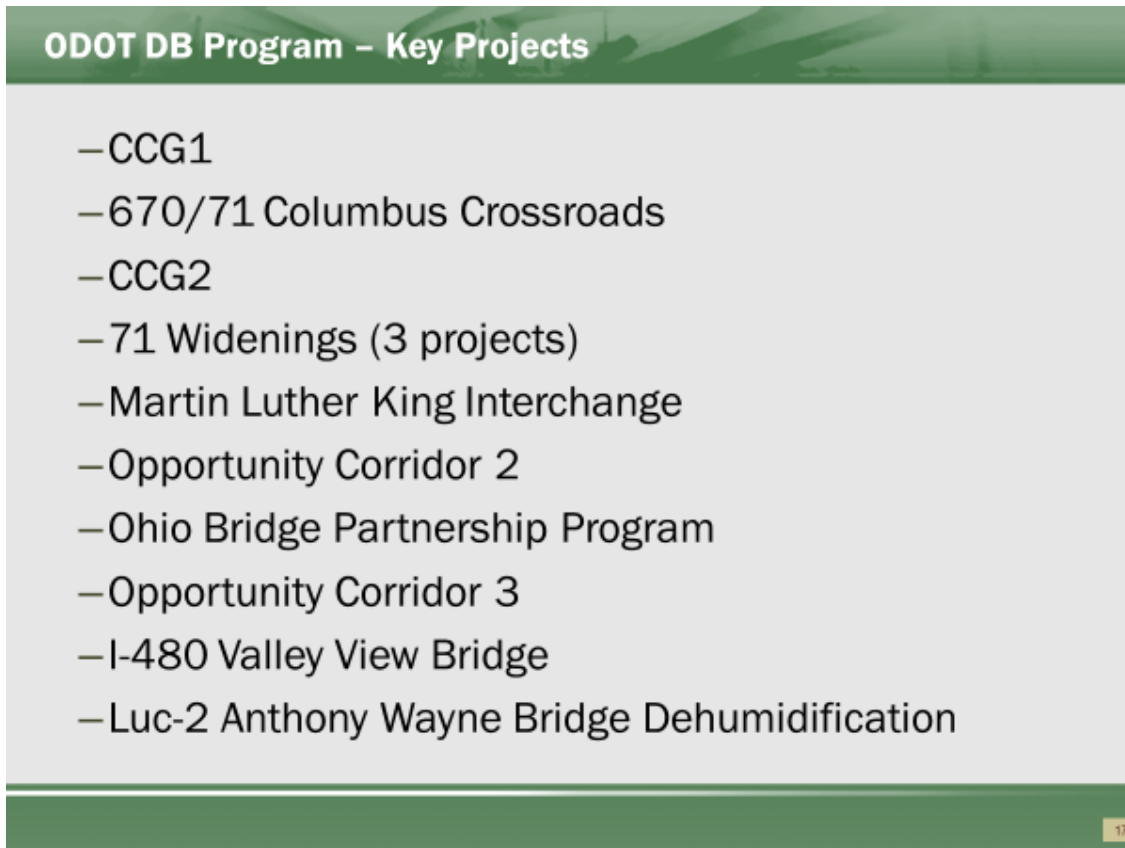 ODOT DB Program – Key Projects
–CCG1
–670/71 Columbus Crossroads
–CCG2
–71 Widenings (3 projects)
–Martin Luther King Interchange
–Opportunity Corridor 2
–Ohio Bridge Partnership Program
–Opportunity Corridor 3
–I-480 Valley View Bridge
–Luc-2 Anthony Wayne Bridge Dehumidification
17